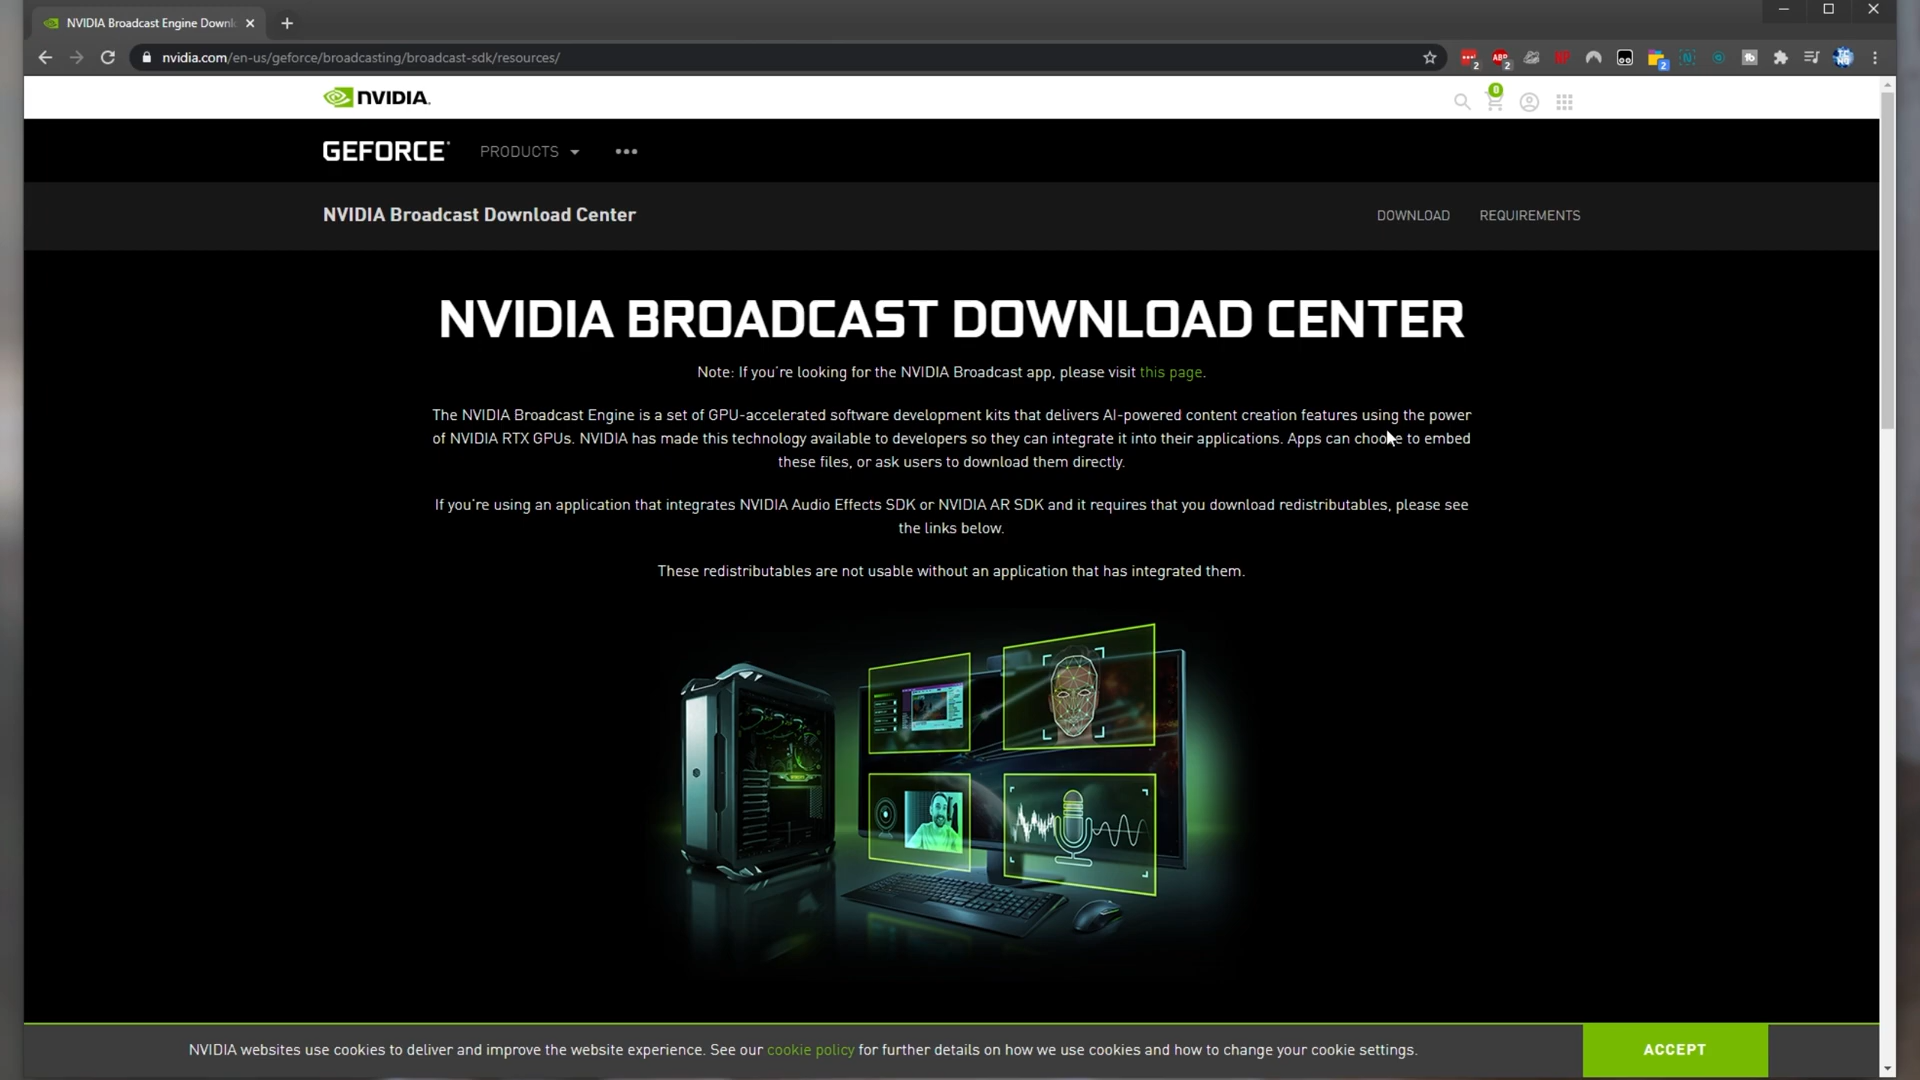 NVIDIA Broadcast Engine Downl
nvidia.com/en-us/geforce/broadcasting/broadcast-sdk/resources/
2
ABP
2
2
NVIDIA.
0
GEFORCE
PRODUCTS
NVIDIA Broadcast Download Center
DOWNLOAD
REQUIREMENTS
NVIDIA BROADCAST DOWNLOAD CENTER
Note: If you're looking for the NVIDIA Broadcast app, please visit this page.
The NVIDIA Broadcast Engine is a set of GPU-accelerated software development kits that delivers AI-powered content creation features using the power
of NVIDIA RTX GPUs. NVIDIA has made this technology available to developers so they can integrate it into their applications. Apps can choose to embed
these files, or ask users to download them directly.
If you're using an application that integrates NVIDIA Audio Effects SDK or NVIDIA AR SDK and it requires that you download redistributables, please see
the links below.
These redistributables are not usable without an application that has integrated them.
NVIDIA websites use cookies to deliver and improve the website experience. See our cookie policy for further details on how we use cookies and how to change your cookie settings.
ACCEPT